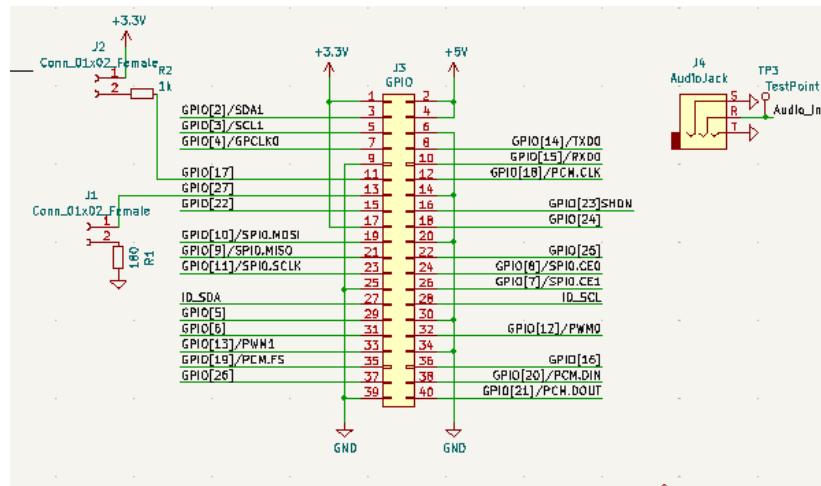 +3.3V
J2
Conn_01x02_Female
1
2
R2
1k
+3.3V
+5V
J3
GPIO
J4
AudioJack
S
R
T
TP3
TestPoint
Audio_In
1 2
GPIO[2]/SDA1 3 4
GPIO[3]/SCL1 5 6
GPIO[4]/GPCLK0 7 8 GPIO[14]/TXD0
9 10 GPIO[15]/RXD0
GPIO[17] 11 12 GPIO[18]/PCM.CLK
GPIO[27] 13 14
GPIO[22] 15 16 GPIO[23]SHDN
17 18 GPIO[24]
GPIO[10]/SPI0.MOSI 19 20
GPIO[9]/SPI0.MISO 21 22 GPIO[25]
GPIO[11]/SPI0.SCLK 23 24 GPIO[8]/SPI0.CE0
25 26 GPIO[7]/SPI0.CE1
ID_SDA 27 28 ID_SCL
GPIO[5] 29 30
GPIO[6] 31 32 GPIO[12]/PWM0
GPIO[13]/PWM1 33 34
GPIO[19]/PCM.FS 35 36 GPIO[16]
GPIO[26] 37 38 GPIO[20]/PCM.DIN
39 40 GPIO[21]/PCM.DOUT
J1
Conn_01x02_Female
1
2
180
R1
GND
GND